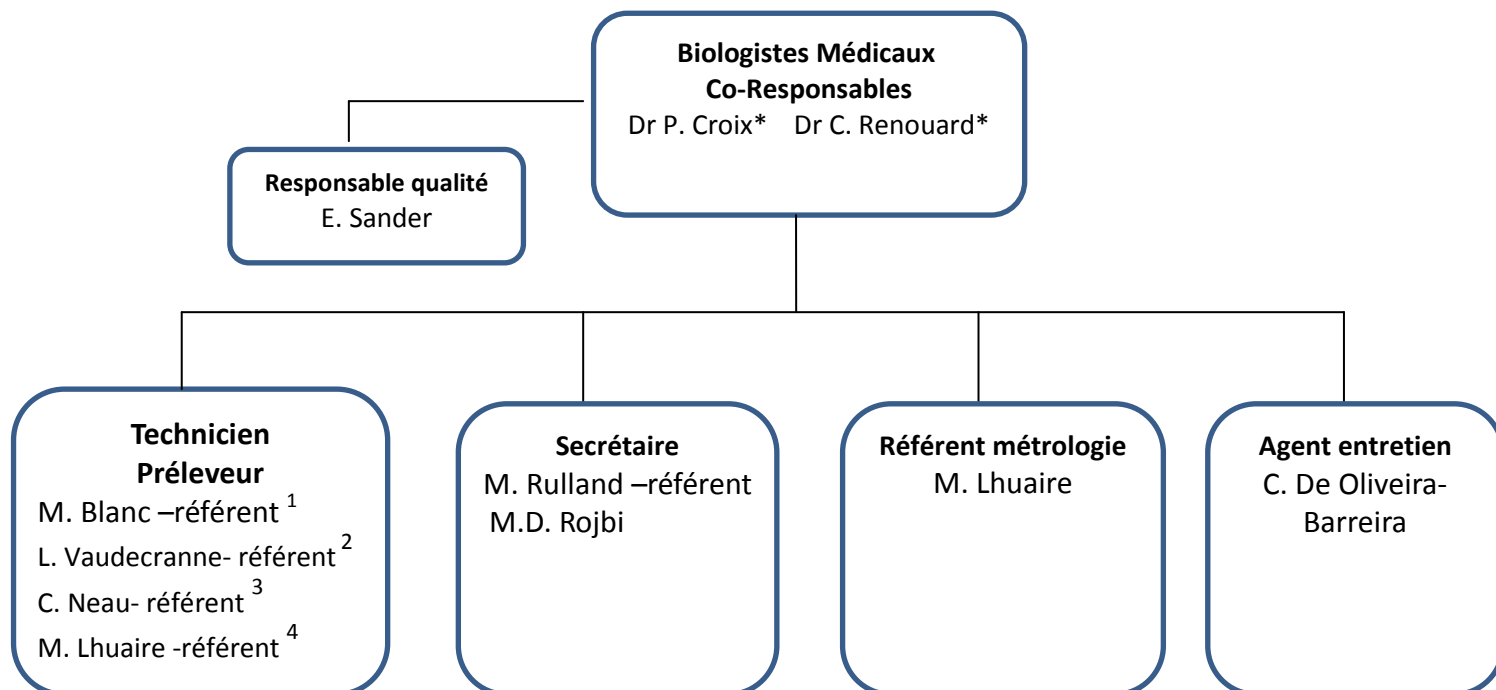 Biologistes Médicaux
Co-Responsables
Dr P. Croix* Dr C. Renouard*
Responsable qualité
E. Sander
Technicien
Préleveur
M. Blanc –référent 1
L. Vaudecranne- référent 2
C. Neau- référent 3
M. Lhuaire -référent 4
Secrétaire
M. Rulland –référent
M.D. Rojbi
Référent métrologie
M. Lhuaire
Agent entretien
C. De Oliveira-
Barreira